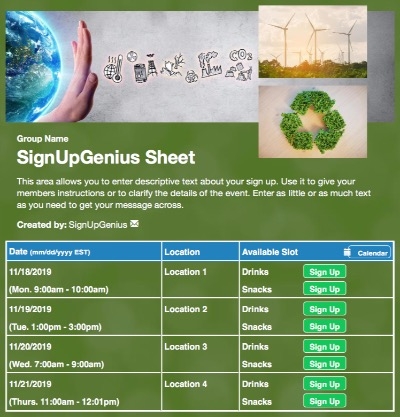 CO2
Group Name
SignUpGenius Sheet
This area allows you to enter descriptive text about your sign up. Use it to give your
members instructions or to clarify the details of the event. Enter as little or as much text
as you need to get your message across.
Created by: SignUpGenius
Date (mm/dd/yyyy EST) Location Available Slot Calendar
11/18/2019 Location 1 Drinks Sign Up
(Mon. 9:00am - 10:00am) Snacks Sign Up
11/19/2019 Location 2 Drinks Sign Up
(Tue. 1:00pm - 3:00pm) Snacks Sign Up
11/20/2019 Location 3 Drinks Sign Up
(Wed. 7:00am - 9:00am) Snacks Sign Up
11/21/2019 Location 4 Drinks Sign Up
(Thurs. 11:00am - 12:01pm) Snacks Sign Up